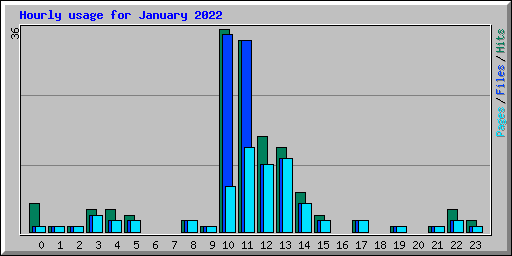 Hourly usage for January 2022
36
Pages / Files / Hits
0 1 2 3 4 5 6 7 8 9 10 11 12 13 14 15 16 17 18 19 20 21 22 23